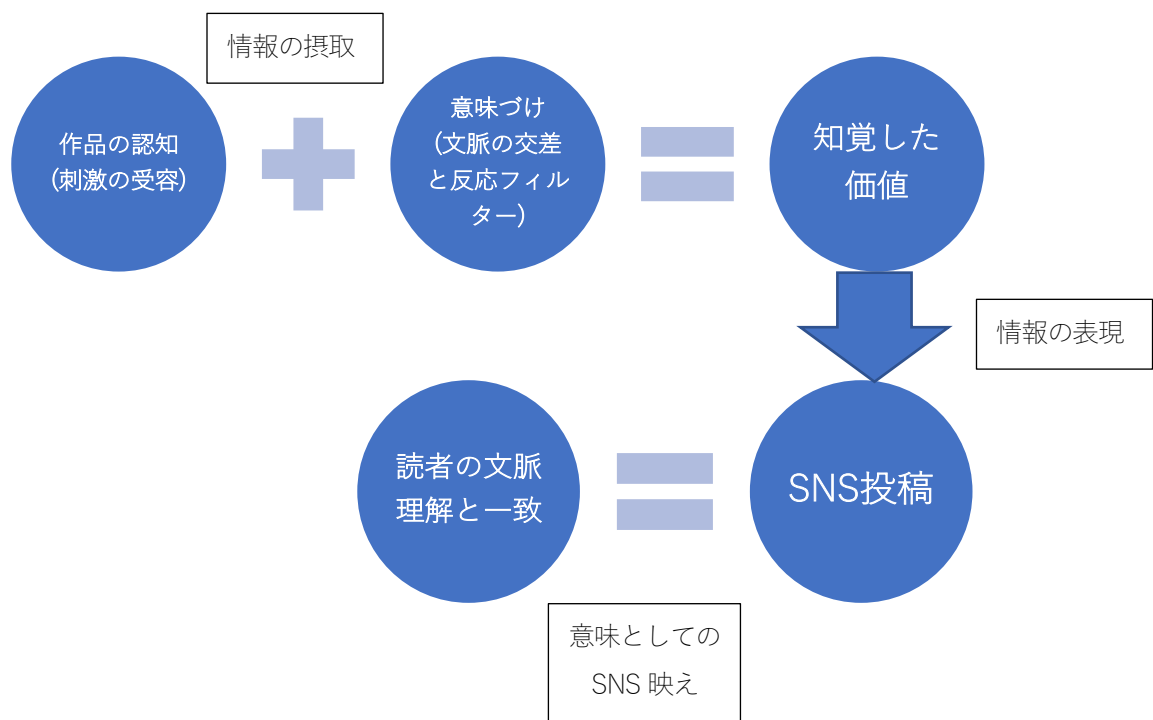 情報の摂取
作品の認知
(刺激の受容)
意味づけ
(文脈の交差
と反応フィル
ター)
知覚した
価値
情報の表現
読者の文脈
理解と一致
SNS投稿
意味としての
SNS 映え